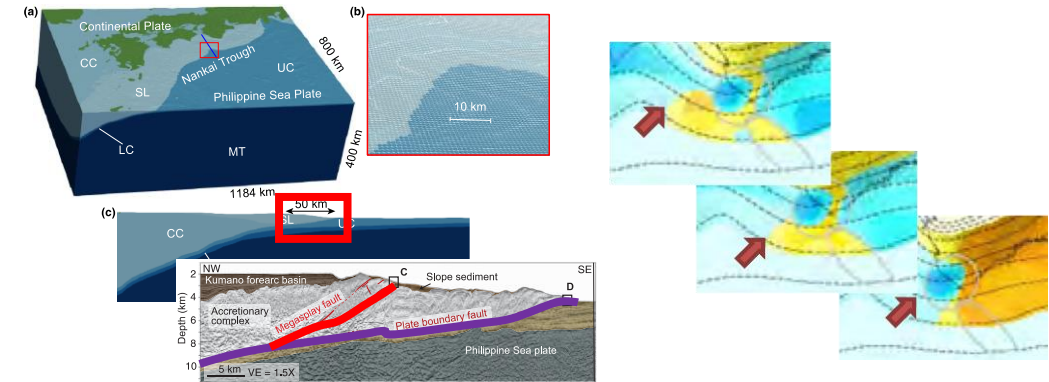 (a)
Continental Plate
CC
SL
Nankai Trough
UC
Philippine Sea Plate
LC
MT
800 km
400 km
1184 km
(b)
10 km
(c)
50 km
SL
UC
CC
NW
SE
Kumano forearc basin
C
Slope sediment
D
Accretionary
complex
Megasplay fault
Plate boundary fault
Philippine Sea plate
Depth (km)
2
4
6
8
10
5 km
VE = 1.5X